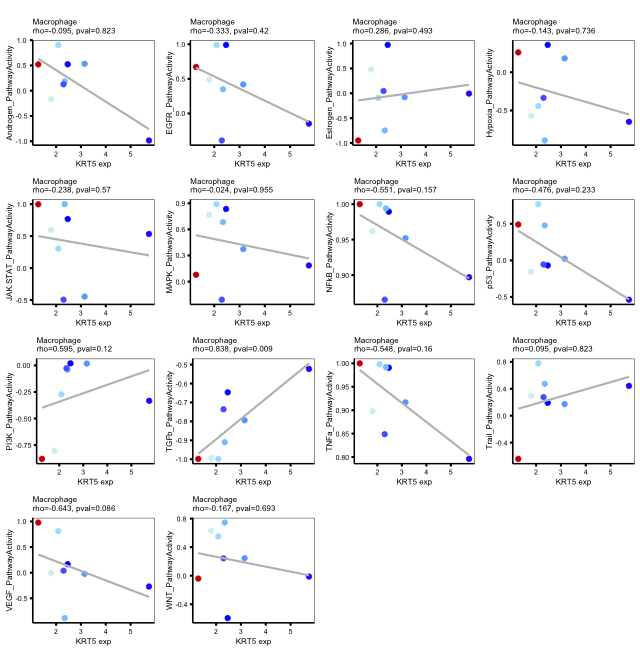 Macrophage
rho=-0.095, pval=0.823
Androgen_PathwayActivity
1.0
0.5
0.0
-0.5
-1.0
2 3 4 5
KRT5 exp
Macrophage
rho=-0.333, pval=0.42
EGFR_PathwayActivity
1.0
0.5
0.0
2 3 4 5
KRT5 exp
Macrophage
rho=0.286, pval=0.493
Estrogen_PathwayActivity
1.0
0.5
0.0
-0.5
-1.0
2 3 4 5
KRT5 exp
Macrophage
rho=-0.143, pval=0.736
Hypoxia_PathwayActivity
0.0
-0.5
2 3 4 5
KRT5 exp
Macrophage
rho=-0.238, pval=0.57
JAK.STAT_PathwayActivity
1.0
0.5
0.0
-0.5
2 3 4 5
KRT5 exp
Macrophage
rho=-0.024, pval=0.955
MAPK_PathwayActivity
0.9
0.6
0.3
0.0
2 3 4 5
KRT5 exp
Macrophage
rho=-0.551, pval=0.157
NFkB_PathwayActivity
1.00
0.95
0.90
2 3 4 5
KRT5 exp
Macrophage
rho=-0.476, pval=0.233
p53_PathwayActivity
0.5
0.0
-0.5
2 3 4 5
KRT5 exp
Macrophage
rho=0.595, pval=0.12
PI3K_PathwayActivity
0.00
-0.25
-0.50
-0.75
2 3 4 5
KRT5 exp
Macrophage
rho=0.838, pval=0.009
TGFb_PathwayActivity
-0.5
-0.6
-0.7
-0.8
-0.9
-1.0
2 3 4 5
KRT5 exp
Macrophage
rho=-0.548, pval=0.16
TNFa_PathwayActivity
1.00
0.95
0.90
0.85
0.80
2 3 4 5
KRT5 exp
Macrophage
rho=0.095, pval=0.823
Trail_PathwayActivity
0.8
0.4
0.0
-0.4
2 3 4 5
KRT5 exp
Macrophage
rho=-0.643, pval=0.086
VEGF_PathwayActivity
1.0
0.5
0.0
-0.5
2 3 4 5
KRT5 exp
Macrophage
rho=-0.167, pval=0.693
WNT_PathwayActivity
0.8
0.4
0.0
-0.4
2 3 4 5
KRT5 exp